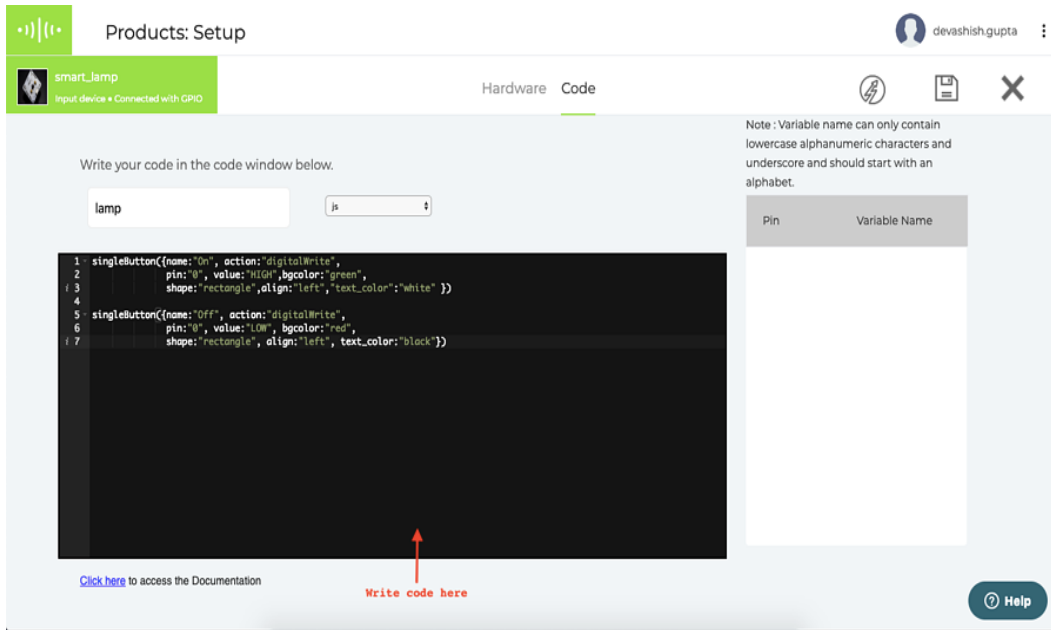 Products: Setup
devashish.gupta
smart_lamp
Input device • Connected with GPIO
Hardware Code
Note : Variable name can only contain
lowercase alphanumeric characters and
underscore and should start with an
alphabet.
Write your code in the code window below.
lamp
js
Pin Variable Name
1 singleButton({name:"On", action:"digitalWrite",
2 pin:"0", value:"HIGH",bgcolor:"green",
i 3 shape:"rectangle",align:"left","text_color":"white" })
4
5 singleButton({name:"Off", action:"digitalWrite",
6 pin:"0", value:"LOW", bgcolor:"red",
i 7 shape:"rectangle", align:"left", text_color:"black"})
Click here to access the Documentation
Write code here
Help